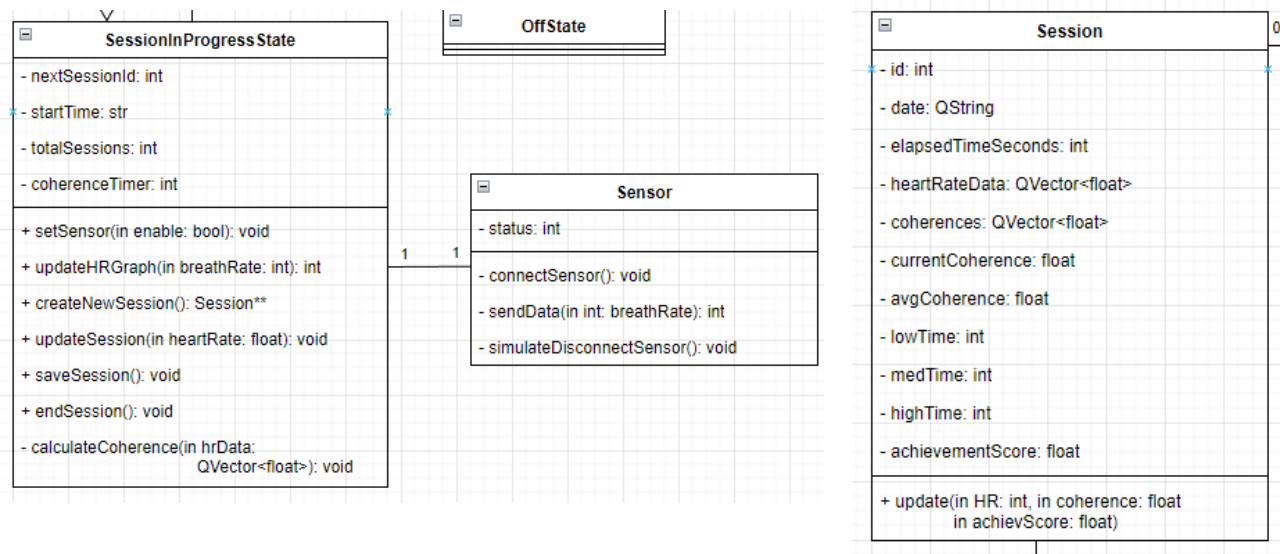 SessionInProgressState
- nextSessionId: int
- startTime: str
- totalSessions: int
- coherenceTimer: int
+ setSensor(in enable: bool): void
+ updateHRGraph(in breathRate: int): int
+ createNewSession(): Session**
+ updateSession(in heartRate: float): void
+ saveSession(): void
+ endSession(): void
- calculateCoherence(in hrData:
QVector<float>): void
OffState
1
1
Sensor
- status: int
- connectSensor(): void
- sendData(in int: breathRate): int
- simulateDisconnectSensor(): void
Session
0
- id: int
- date: QString
- elapsedTimeSeconds: int
- heartRateData: QVector<float>
- coherences: QVector<float>
- currentCoherence: float
- avgCoherence: float
- lowTime: int
- medTime: int
- highTime: int
- achievementScore: float
+ update(in HR: int, in coherence: float
in achievScore: float)